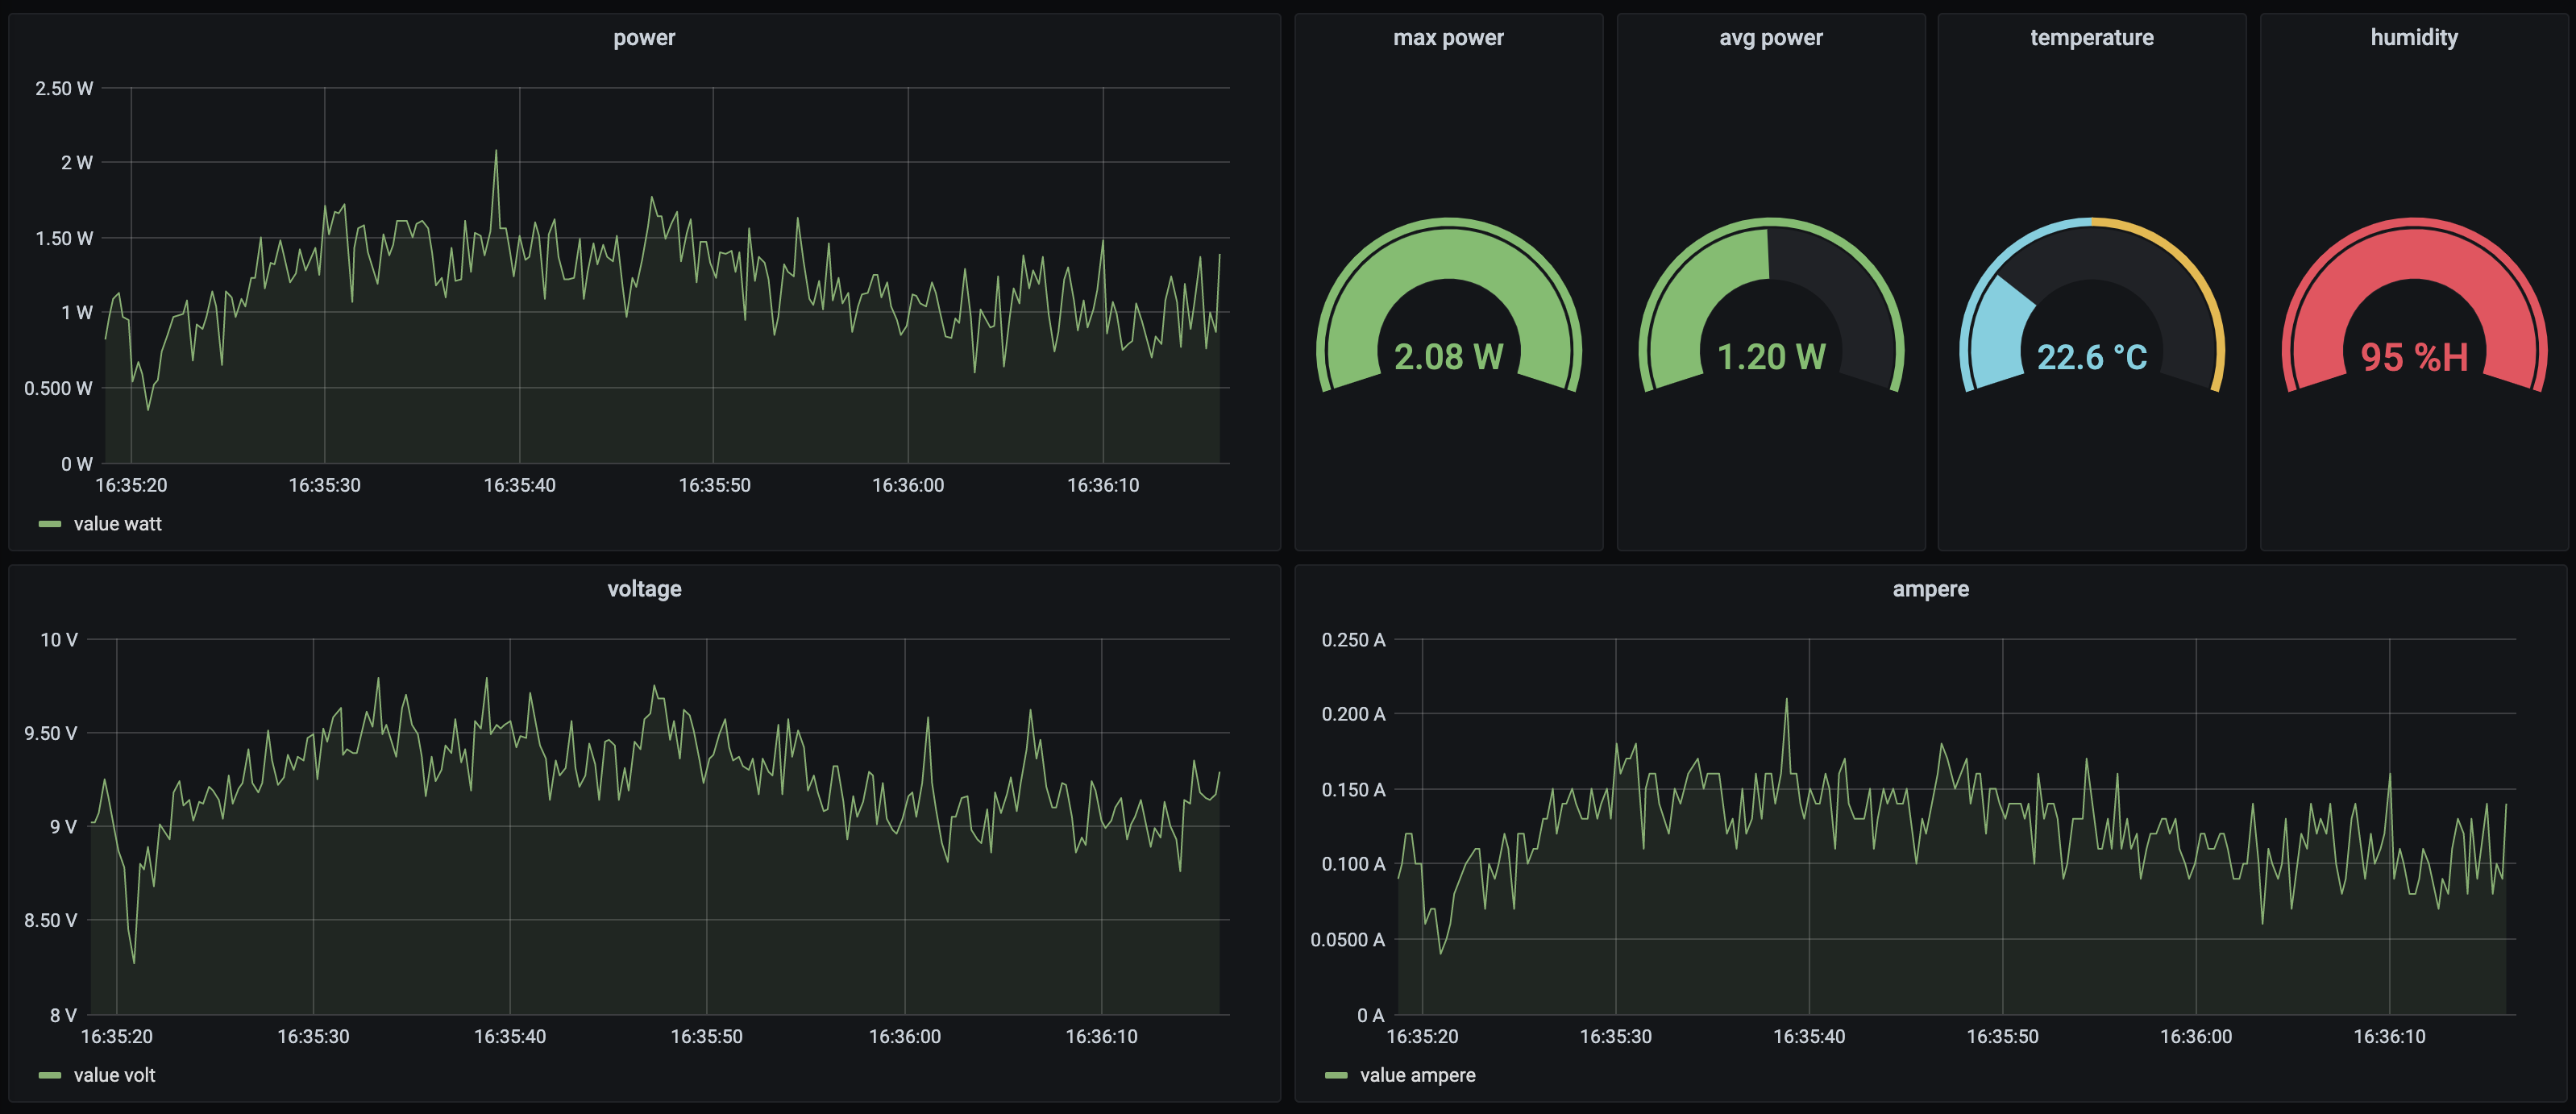 power
2.50 W
2 W
1.50 W
1 W
0.500 W
0 W
16:35:20 16:35:30 16:35:40 16:35:50 16:36:00 16:36:10
value watt
max power
2.08 W
avg power
1.20 W
temperature
22.6 °C
humidity
95 %H
voltage
10 V
9.50 V
9 V
8.50 V
8 V
16:35:20 16:35:30 16:35:40 16:35:50 16:36:00 16:36:10
value volt
ampere
0.250 A
0.200 A
0.150 A
0.100 A
0.0500 A
0 A
16:35:20 16:35:30 16:35:40 16:35:50 16:36:00 16:36:10
value ampere